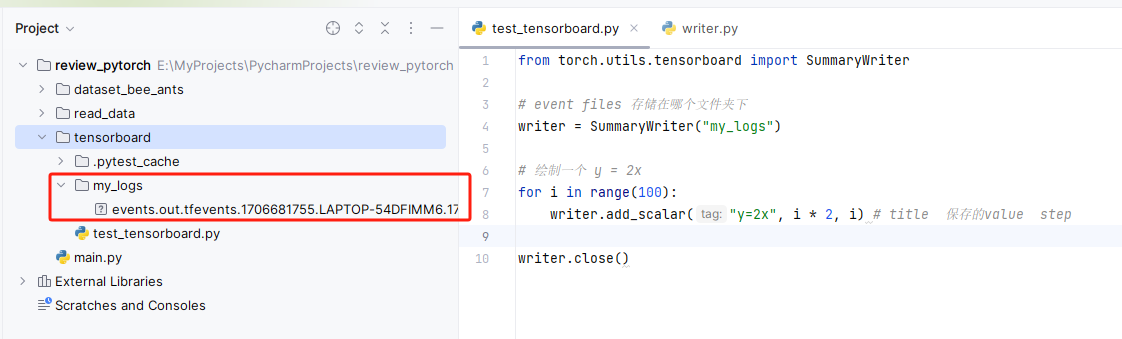 Project
review_pytorch E:\MyProjects\PycharmProjects\review_pytorch
dataset_bee_ants
read_data
tensorboard
.pytest_cache
my_logs
events.out.tfevents.1706681755.LAPTOP-54DFIMM6.17
test_tensorboard.py
main.py
External Libraries
Scratches and Consoles
test_tensorboard.py writer.py
1 from torch.utils.tensorboard import SummaryWriter
2
3 # event files 存储在哪个文件夹下
4 writer = SummaryWriter("my_logs")
5
6 # 绘制一个 y = 2x
7 for i in range(100):
8 writer.add_scalar( tag: "y=2x", i * 2, i) # title 保存的value step
9
10 writer.close()